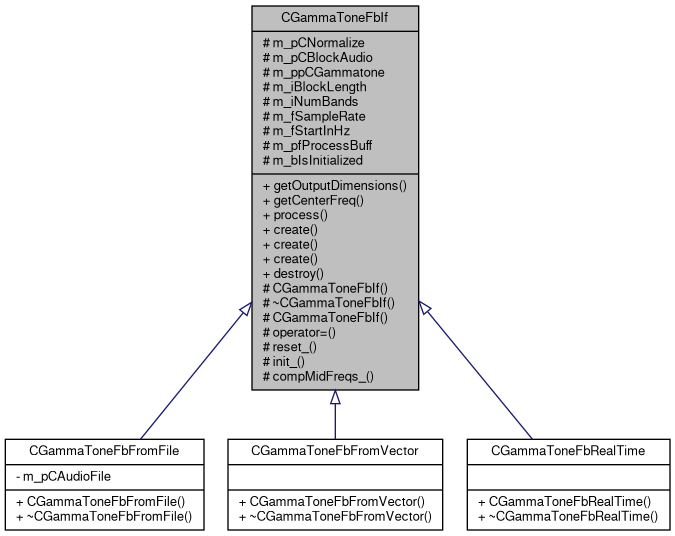 CGammaToneFbIf
# m_pCNormalize
# m_pCBlockAudio
# m_ppCGammatone
# m_iBlockLength
# m_iNumBands
# m_fSampleRate
# m_fStartInHz
# m_pfProcessBuff
# m_bIsInitialized
+ getOutputDimensions()
+ getCenterFreq()
+ process()
+ create()
+ create()
+ create()
+ destroy()
# CGammaToneFbIf()
# ~CGammaToneFbIf()
# CGammaToneFbIf()
# operator=()
# reset_()
# init_()
# compMidFreqs_()
CGammaToneFbFromFile
- m_pCAudioFile
+ CGammaToneFbFromFile()
+ ~CGammaToneFbFromFile()
CGammaToneFbFromVector
+ CGammaToneFbFromVector()
+ ~CGammaToneFbFromVector()
CGammaToneFbRealTime
+ CGammaToneFbRealTime()
+ ~CGammaToneFbRealTime()